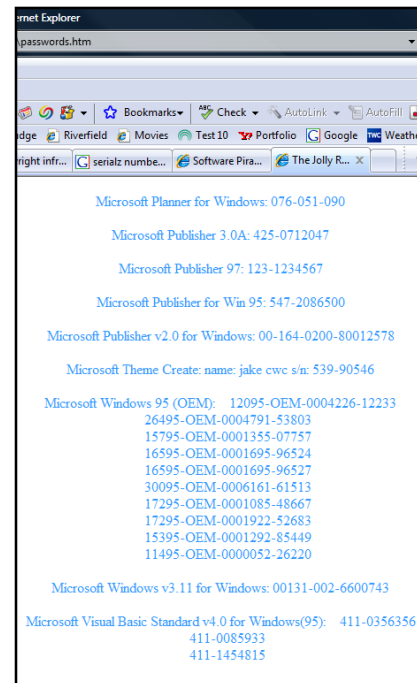 ernet Explorer
\passwords.htm
Bookmarks Check AutoLink AutoFill
dge Riverfield Movies Test 10 Portfolio Google Weathe
right infr... serialz numbe... Software Pira... The Jolly R... X
Microsoft Planner for Windows: 076-051-090
Microsoft Publisher 3.0A: 425-0712047
Microsoft Publisher 97: 123-1234567
Microsoft Publisher for Win 95: 547-2086500
Microsoft Publisher v2.0 for Windows: 00-164-0200-80012578
Microsoft Theme Create: name: jake cwc s/n: 539-90546
Microsoft Windows 95 (OEM): 12095-OEM-0004226-12233
26495-OEM-0004791-53803
15795-OEM-0001355-07757
16595-OEM-0001695-96524
16595-OEM-0001695-96527
30095-OEM-0006161-61513
17295-OEM-0001085-48667
17295-OEM-0001922-52683
15395-OEM-0001292-85449
11495-OEM-0000052-26220
Microsoft Windows v3.11 for Windows: 00131-002-6600743
Microsoft Visual Basic Standard v4.0 for Windows(95): 411-0356356
411-0085933
411-1454815